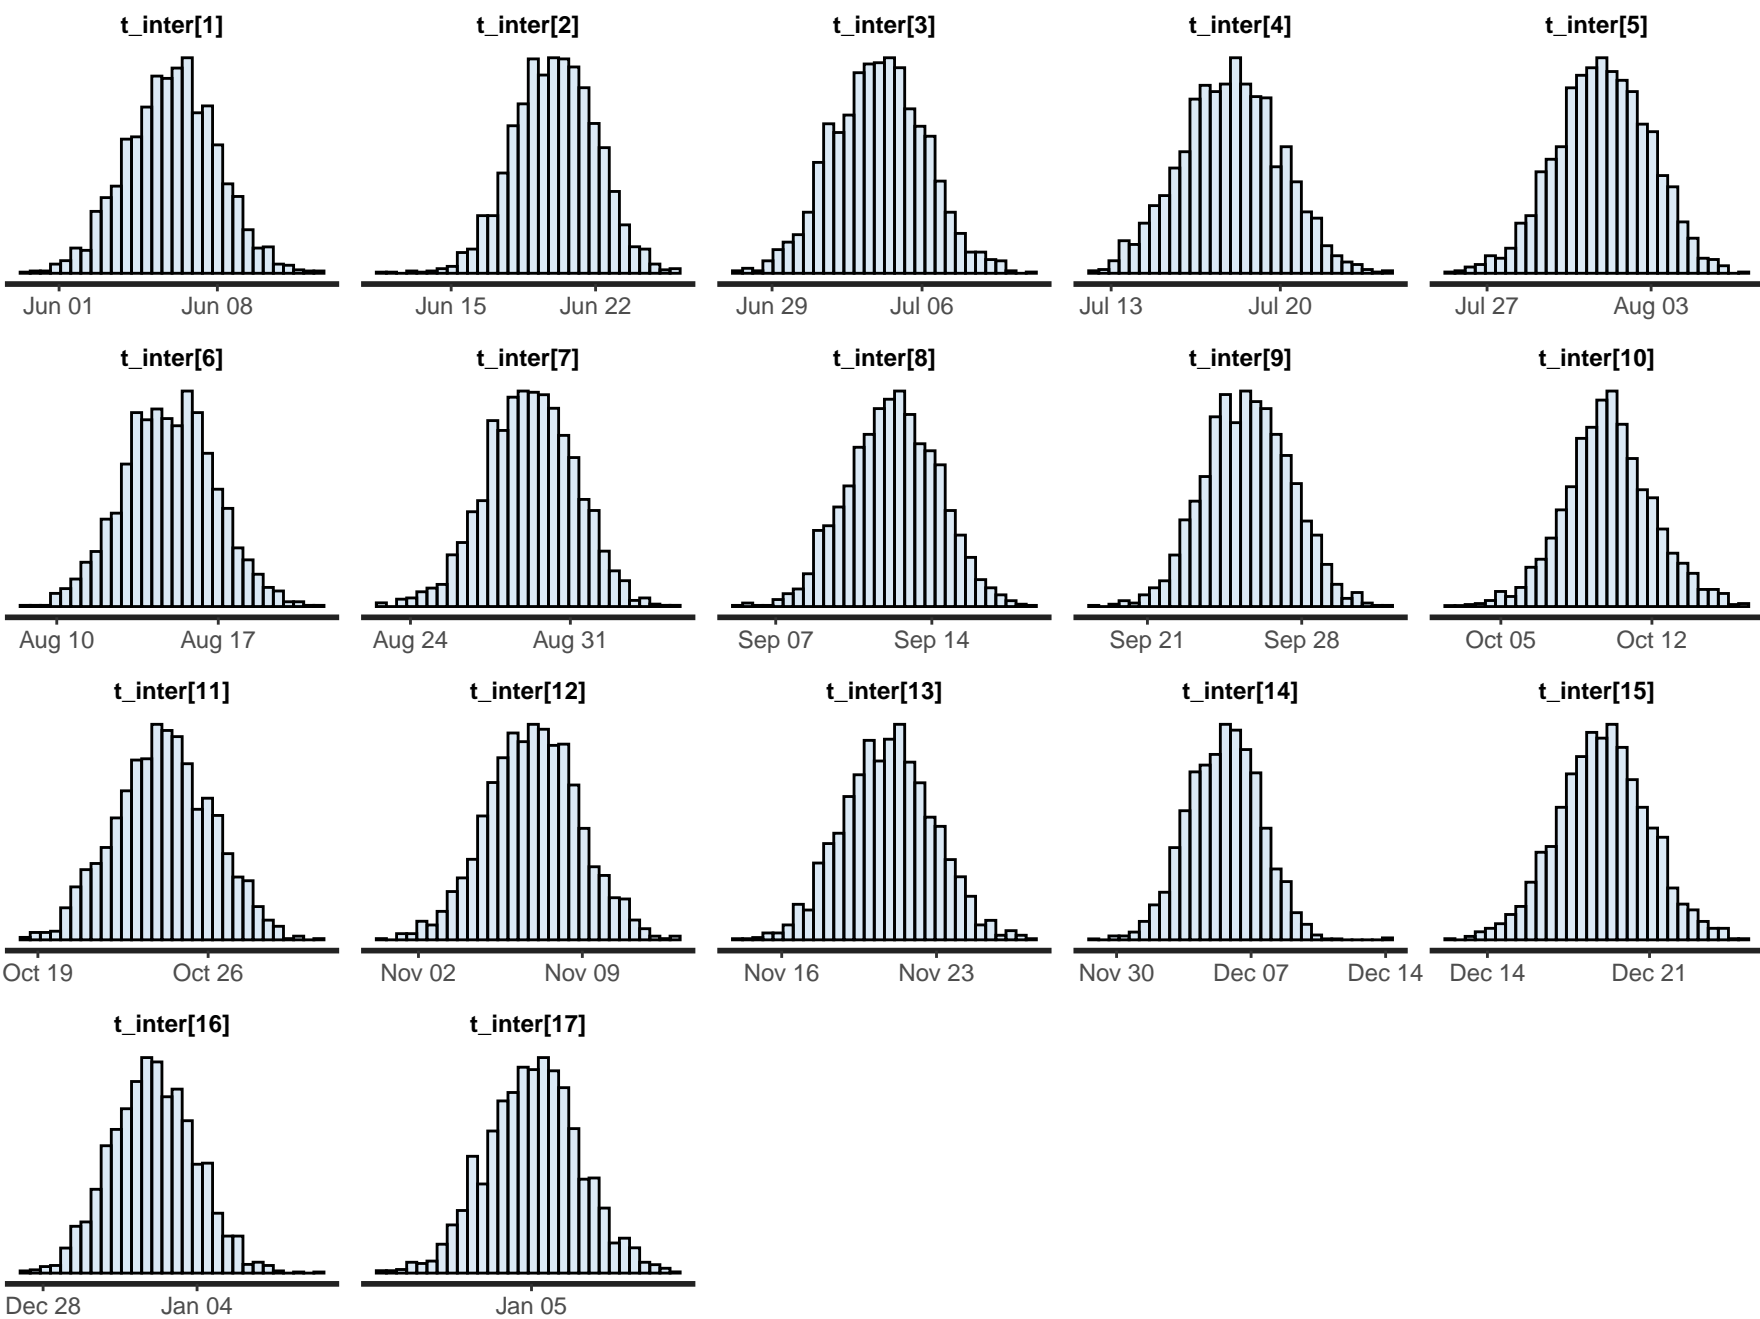 t_inter[1] t_inter[2] t_inter[3] t_inter[4] t_inter[5]
Jun 01 Jun 08 Jun 15 Jun 22 Jun 29 Jul 06 Jul 13 Jul 20 Jul 27 Aug 03
t_inter[6] t_inter[7] t_inter[8] t_inter[9] t_inter[10]
Aug 10 Aug 17 Aug 24 Aug 31 Sep 07 Sep 14 Sep 21 Sep 28 Oct 05 Oct 12
t_inter[11] t_inter[12] t_inter[13] t_inter[14] t_inter[15]
Oct 19 Oct 26 Nov 02 Nov 09 Nov 16 Nov 23 Nov 30 Dec 07 Dec 14 Dec 14 Dec 21
t_inter[16] t_inter[17]
Dec 28 Jan 04 Jan 05